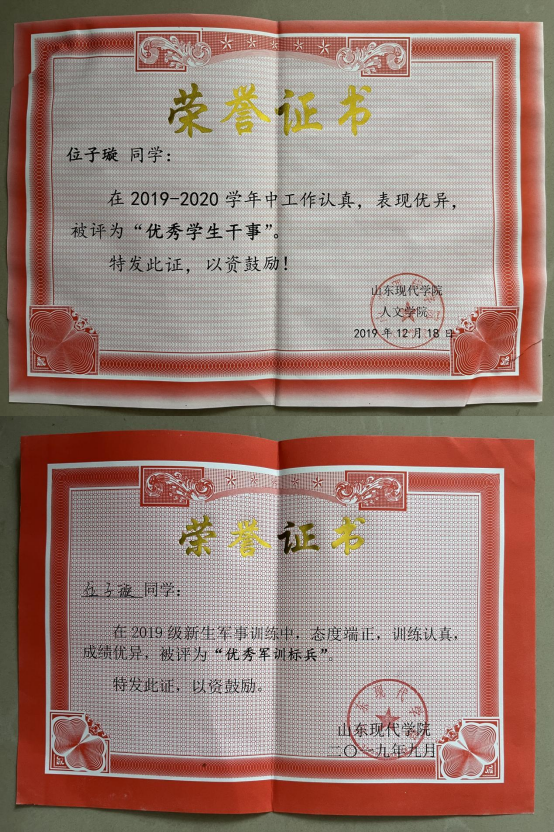 荣誉证书
位子璇 同学：
在 2019-2020 学年中工作认真，表现优异，
被评为“优秀学生干事”。
特发此证，以资鼓励！
山东现代学院
人文学院
2019 年 12 月 18 日
荣誉证书
位子璇 同学：
在 2019 级新生军事训练中，态度端正，训练认真，
成绩优异，被评为“优秀军训标兵”。
特发此证，以资鼓励。
山东现代学院
二〇一九年九月